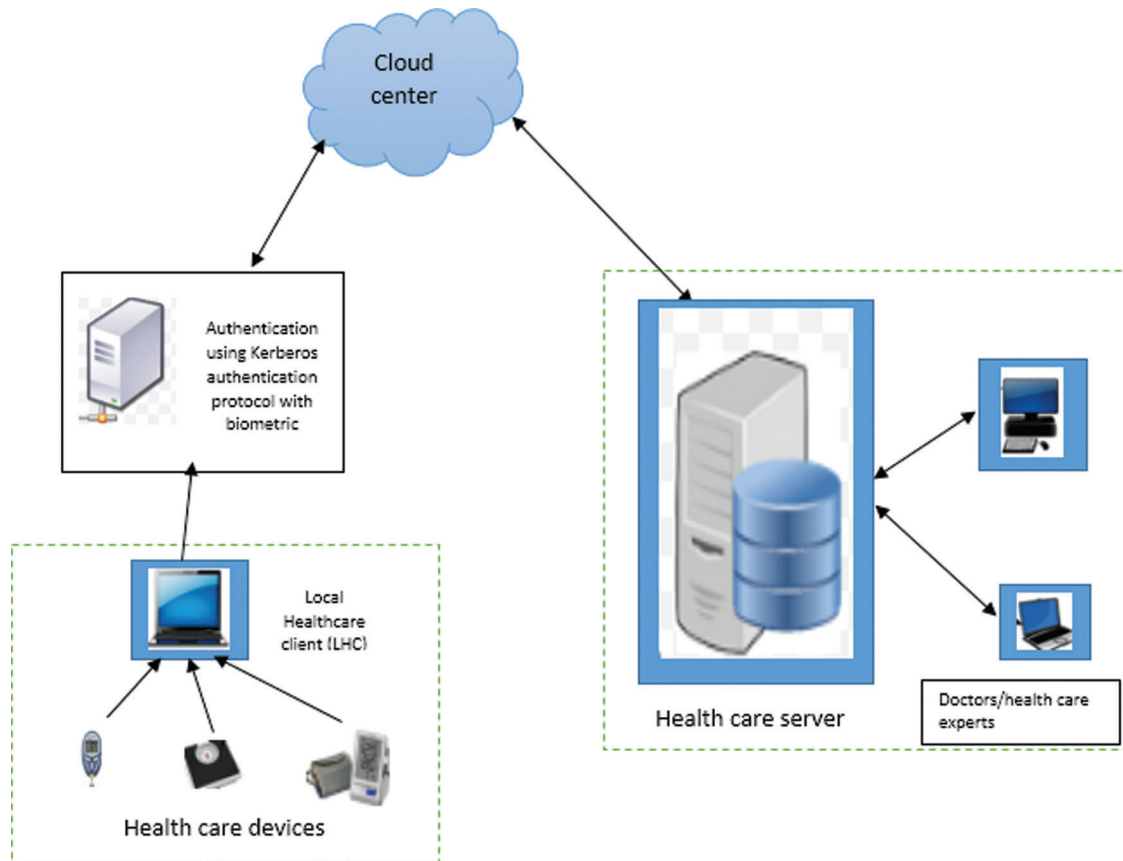 Cloud
center
Authentication
using Kerberos
authentication
protocol with
biometric
Local
Healthcare
client (LHC)
Health care devices
Health care server
Doctors/health care
experts